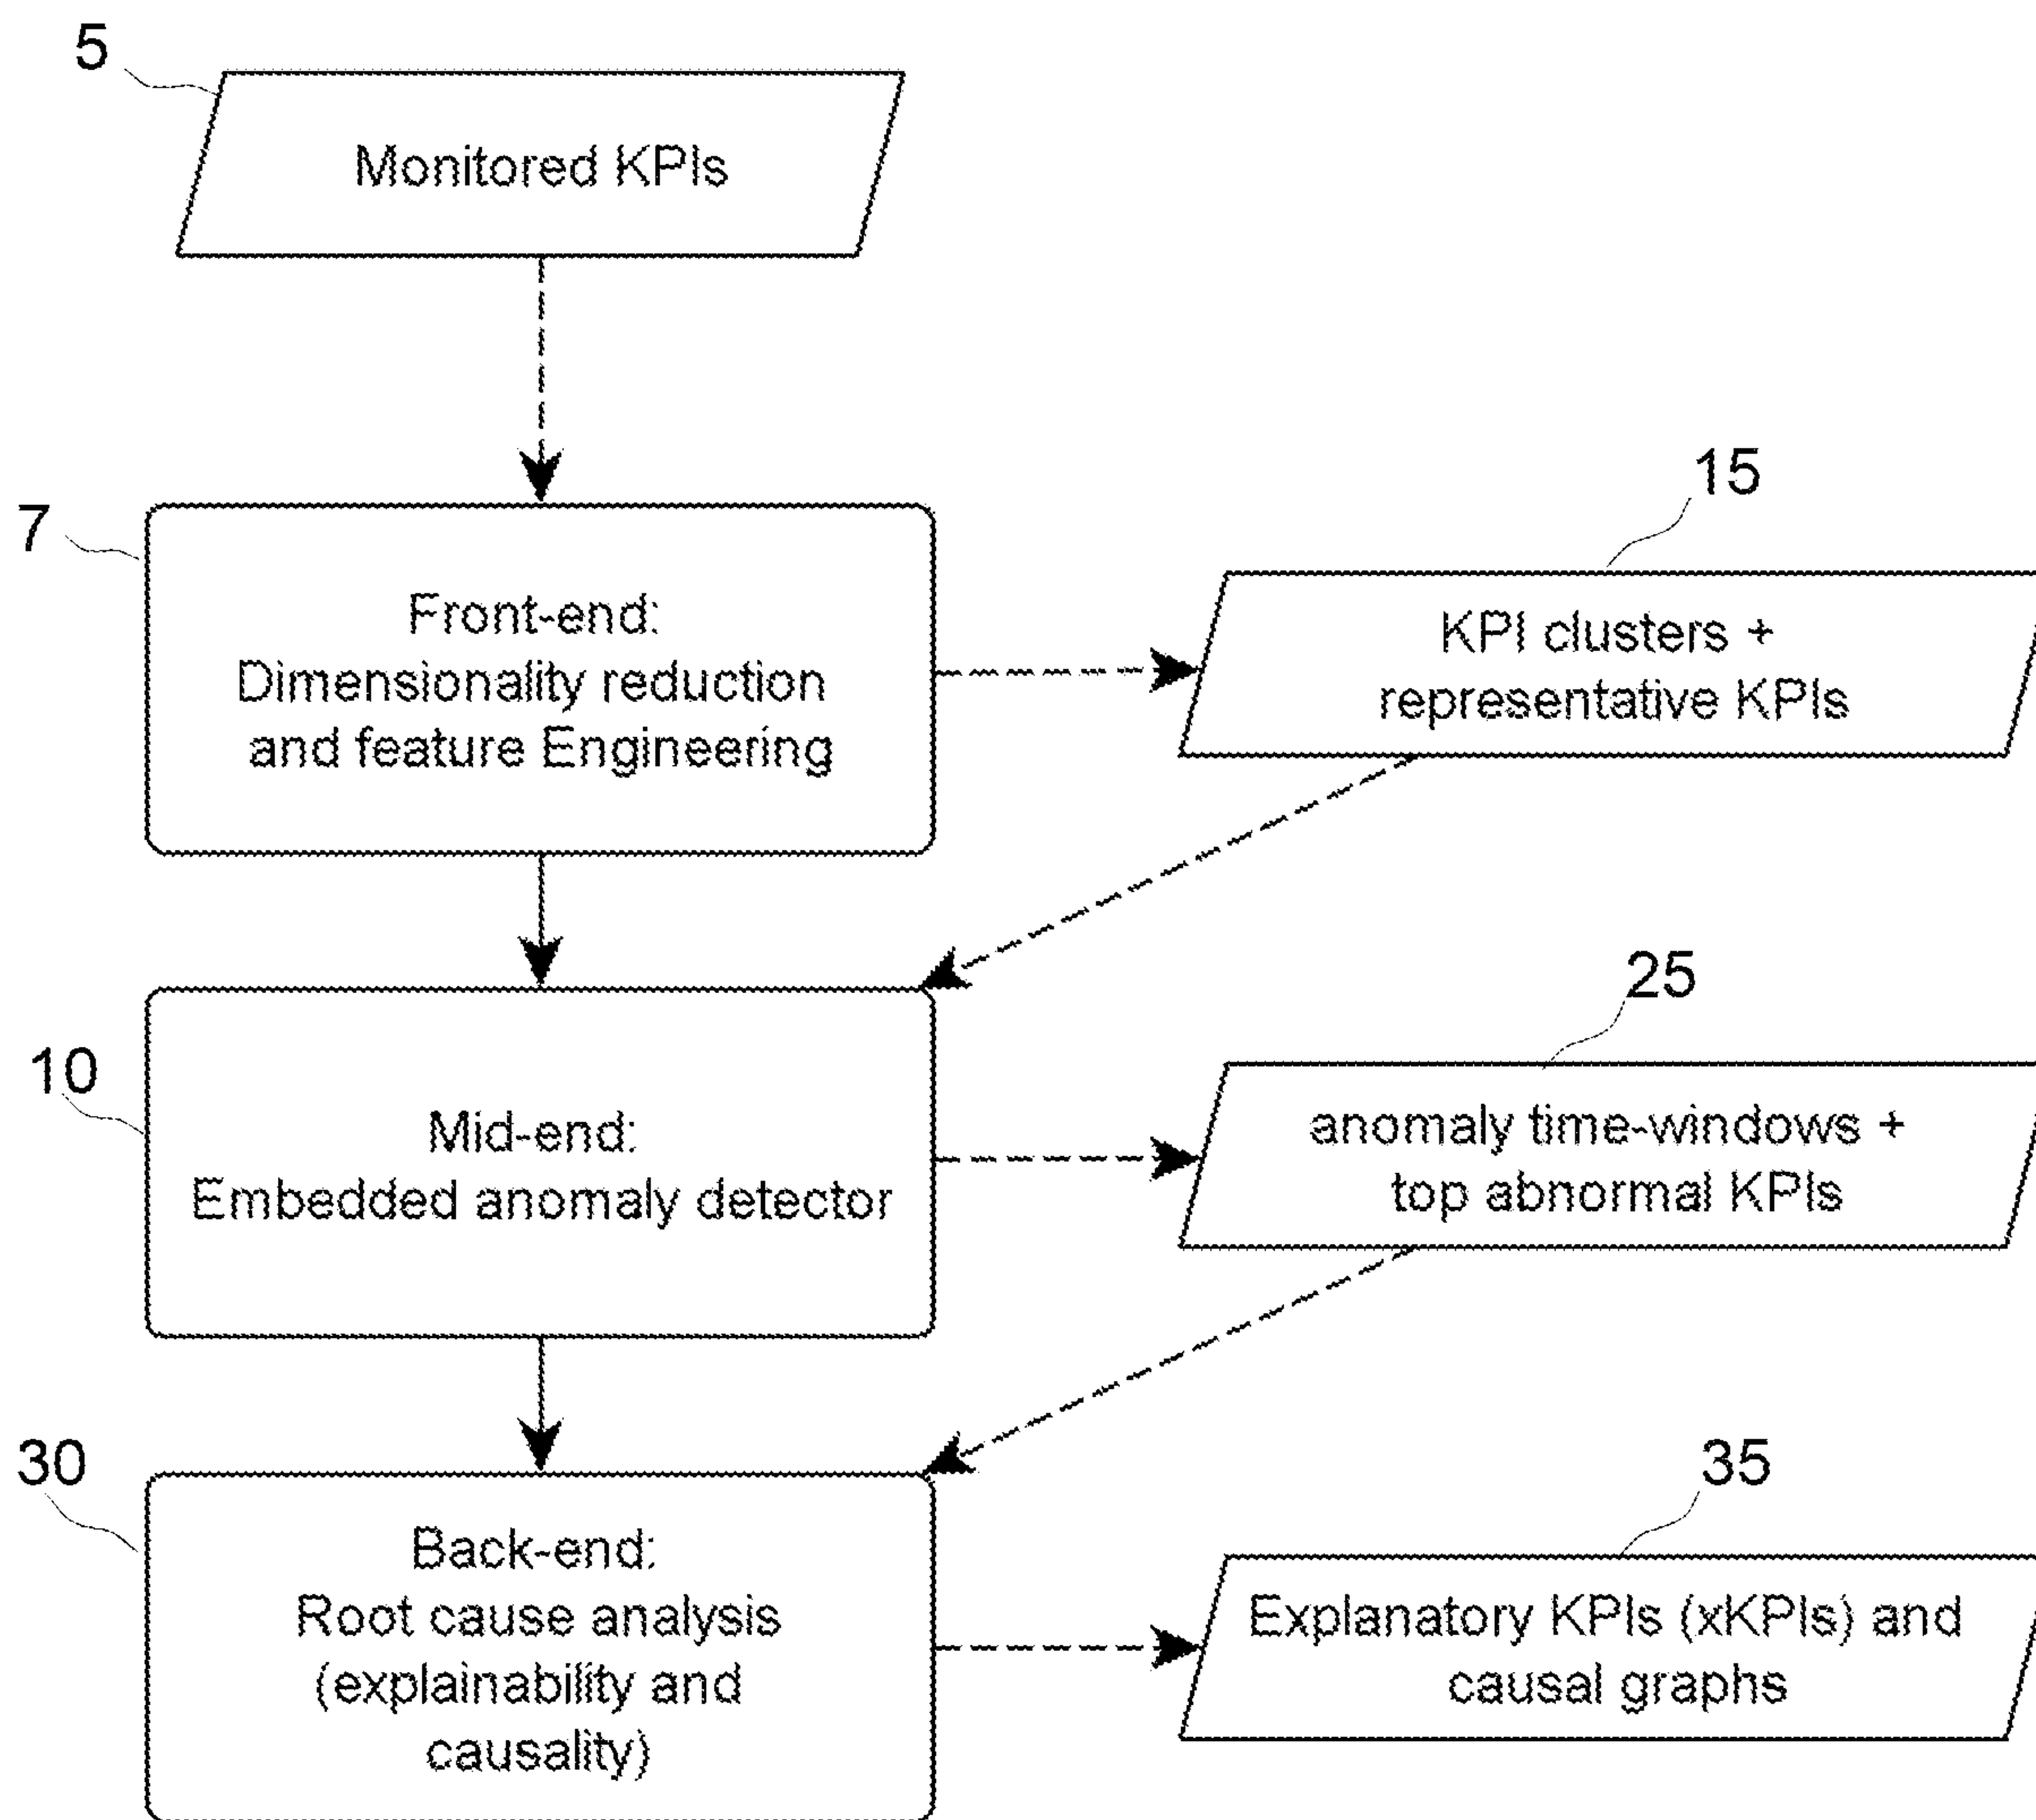 5
Monitored KPIs
7
Front-end:
Dimensionality reduction
and feature Engineering
15
KPI clusters +
representative KPIs
10
Mid-end:
Embedded anomaly detector
25
anomaly time-windows +
top abnormal KPIs
30
Back-end:
Root cause analysis
(explainability and
causality)
35
Explanatory KPIs (xKPIs) and
causal graphs